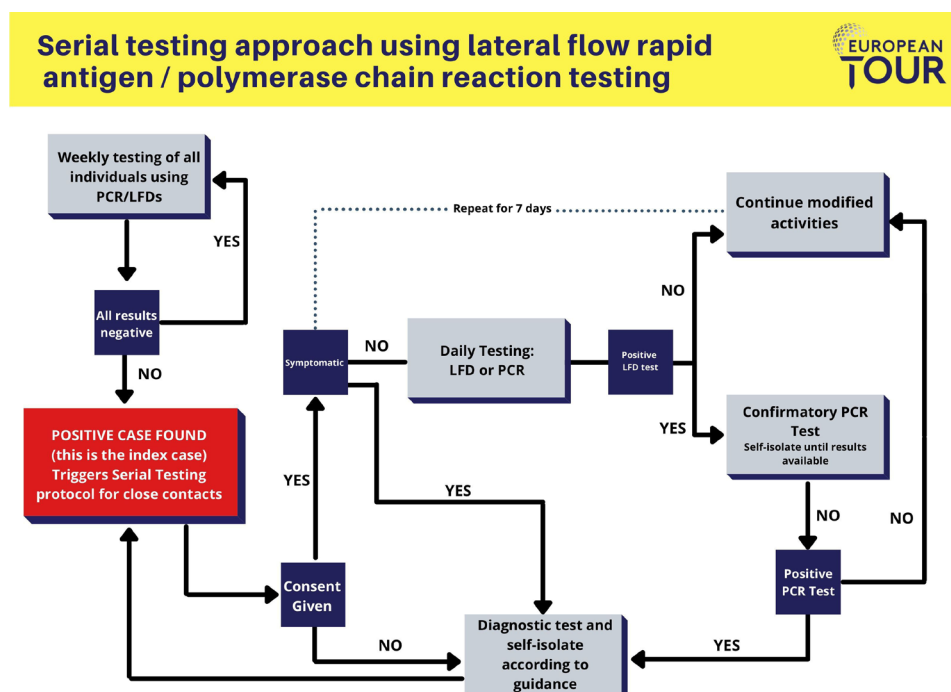 Serial testing approach using lateral flow rapid
antigen / polymerase chain reaction testing
EUROPEAN
TOUR
Weekly testing of all
individuals using
PCR/LFDs
YES
All results
negative
NO
POSITIVE CASE FOUND
(this is the index case)
Triggers Serial Testing
protocol for close contacts
Consent
Given
YES
NO
Symptomatic
Repeat for 7 days
NO
YES
Daily Testing:
LFD or PCR
Positive
LFD test
NO
YES
Continue modified
activities
Confirmatory PCR
Test
Self-isolate until results
available
NO
NO
Positive
PCR Test
YES
Diagnostic test and
self-isolate
according to
guidance